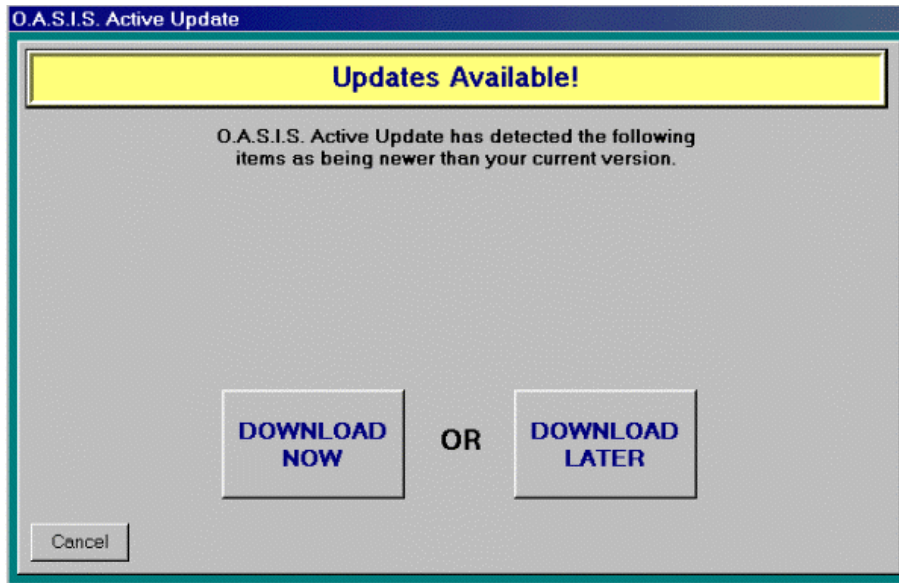 O.A.S.I.S. Active Update
Updates Available!
O.A.S.I.S. Active Update has detected the following
items as being newer than your current version.
DOWNLOAD
NOW
OR
DOWNLOAD
LATER
Cancel